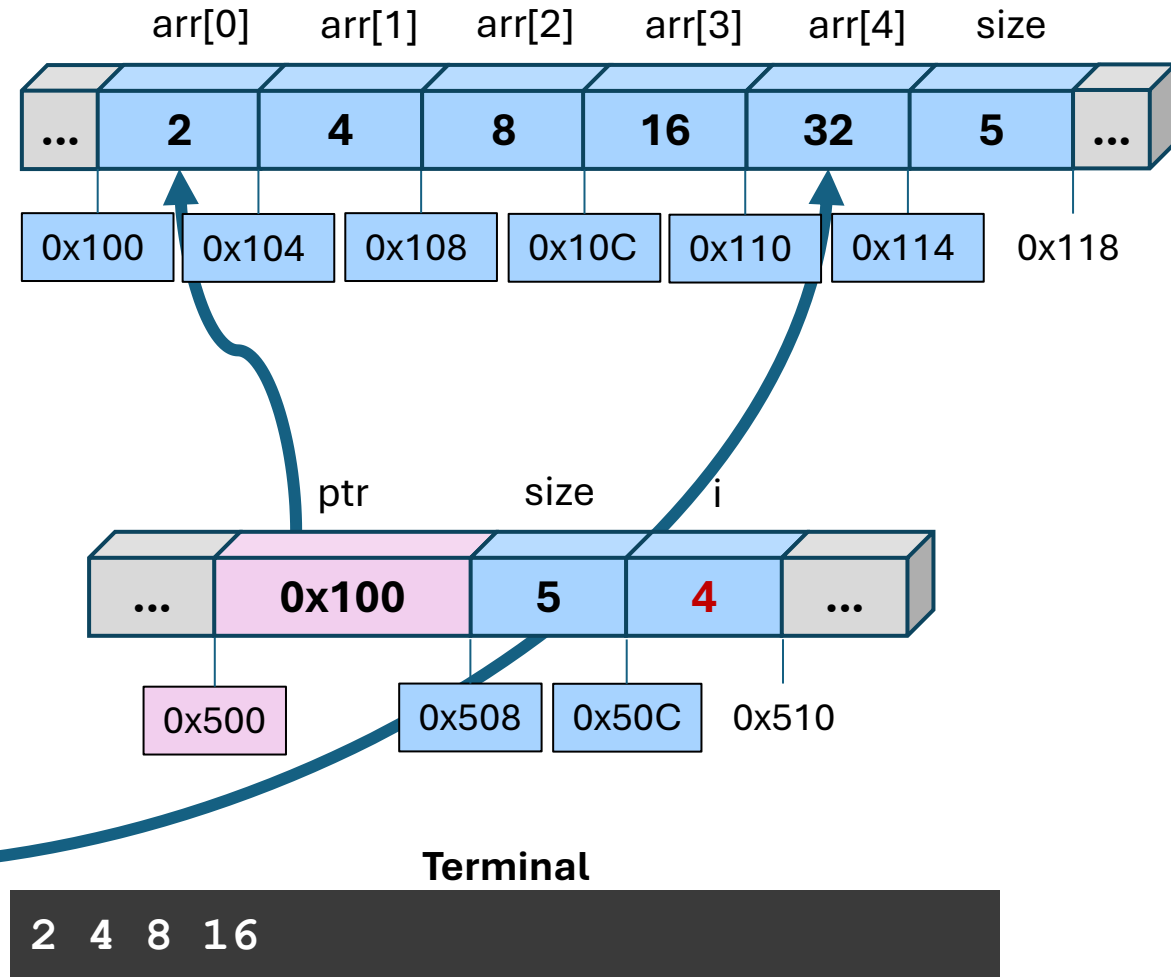 arr[0] arr[1] arr[2] arr[3] arr[4] size
... 2 4 8 16 32 5 ...
0x100 0x104 0x108 0x10C 0x110 0x114 0x118
ptr size i
... 0x100 5 4 ...
0x500 0x508 0x50C 0x510
Terminal
2 4 8 16